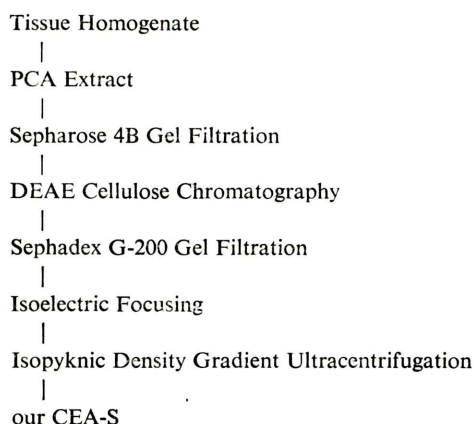 Tissue Homogenate
PCA Extract
Sepharose 4B Gel Filtration
DEAE Cellulose Chromatography
Sephadex G-200 Gel Filtration
Isoelectric Focusing
Isopyknic Density Gradient Ultracentrifugation
our CEA-S